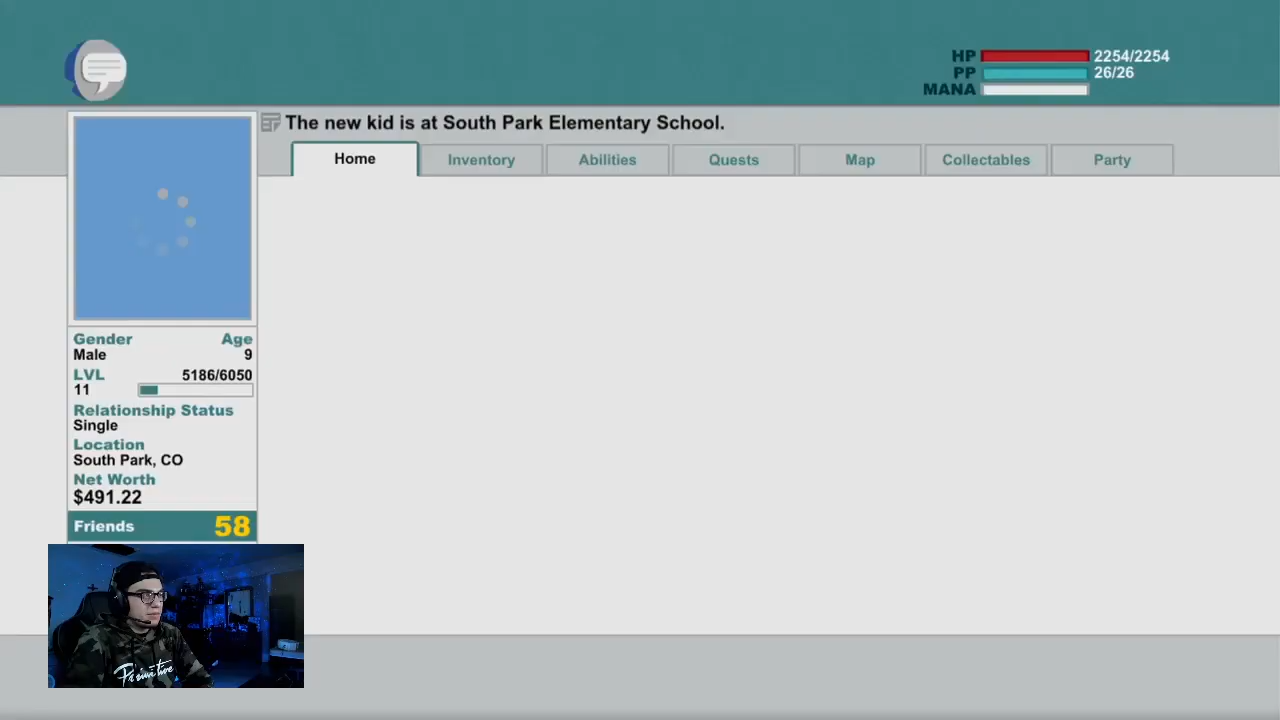 HP 2254/2254
PP 26/26
MANA
The new kid is at South Park Elementary School.
Home Inventory Abilities Quests Map Collectables Party
Gender Age
Male 9
LVL 5186/6050
11
Relationship Status
Single
Location
South Park, CO
Net Worth
$491.22
Friends 58
Primitive